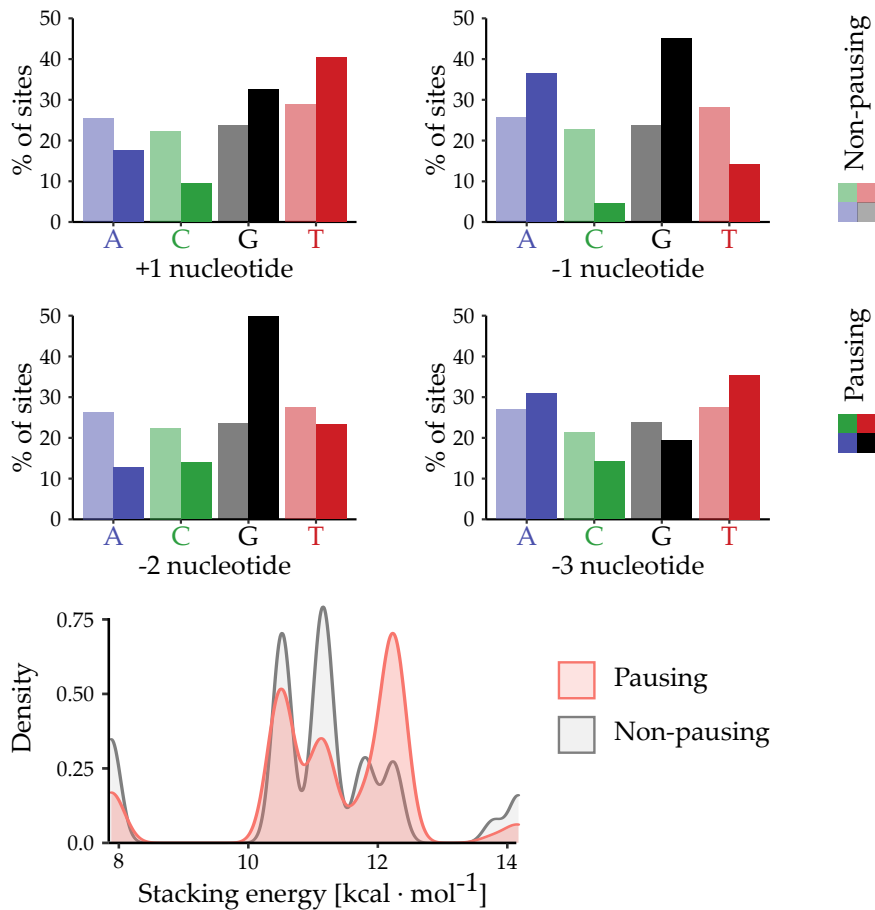 50
40
30
20
10
0
% of sites
A C G T
+1 nucleotide
50
40
30
20
10
0
% of sites
A C G T
-1 nucleotide
Non-pausing
50
40
30
20
10
0
% of sites
A C G T
-2 nucleotide
50
40
30
20
10
0
% of sites
A C G T
-3 nucleotide
Pausing
0.75
0.50
0.25
0.0
Density
8 10 12 14
Stacking energy [kcal · mol⁻¹]
Pausing
Non-pausing